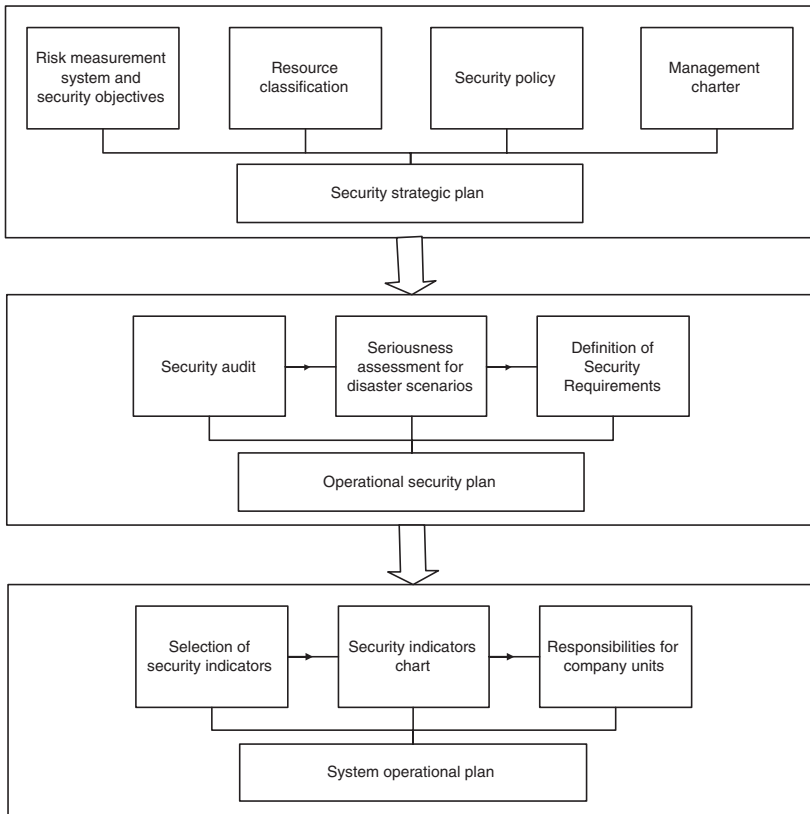 Risk measurement
system and
security objectives
Resource
classification
Security policy
Management
charter
Security strategic plan
Security audit
Seriousness
assessment for
disaster scenarios
Definition of
Security
Requirements
Operational security plan
Selection of
security indicators
Security indicators
chart
Responsibilities for
company units
System operational plan